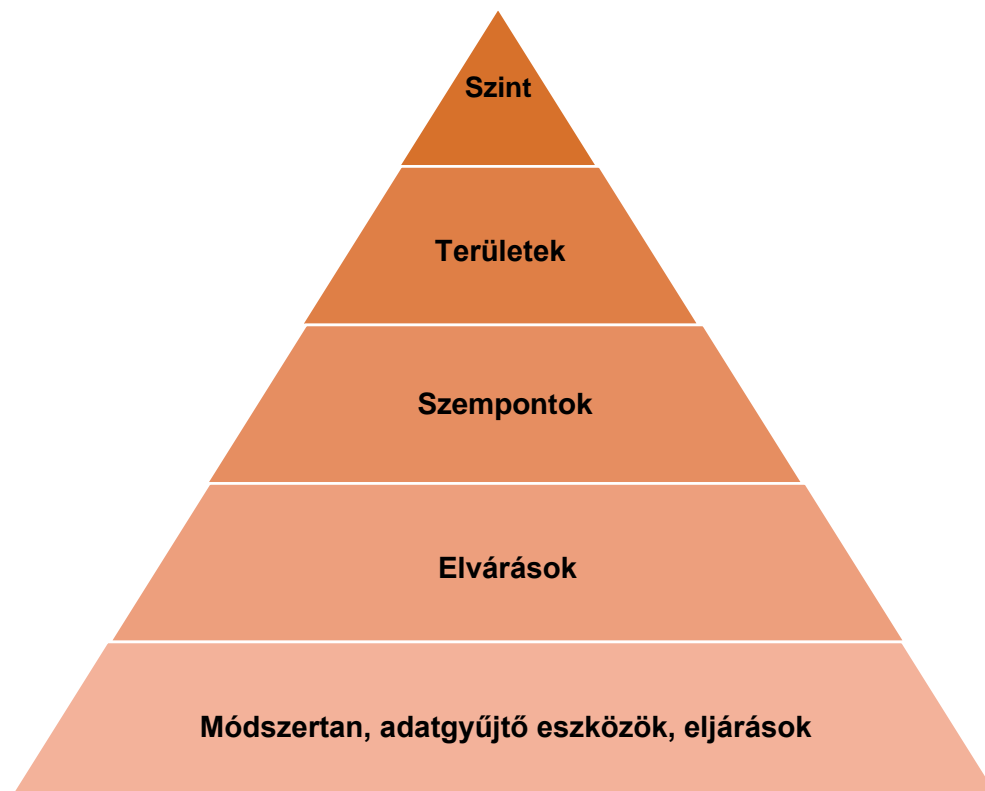 Szint
Területek
Szempontok
Elvárások
Módszertan, adatgyűjtő eszközök, eljárások